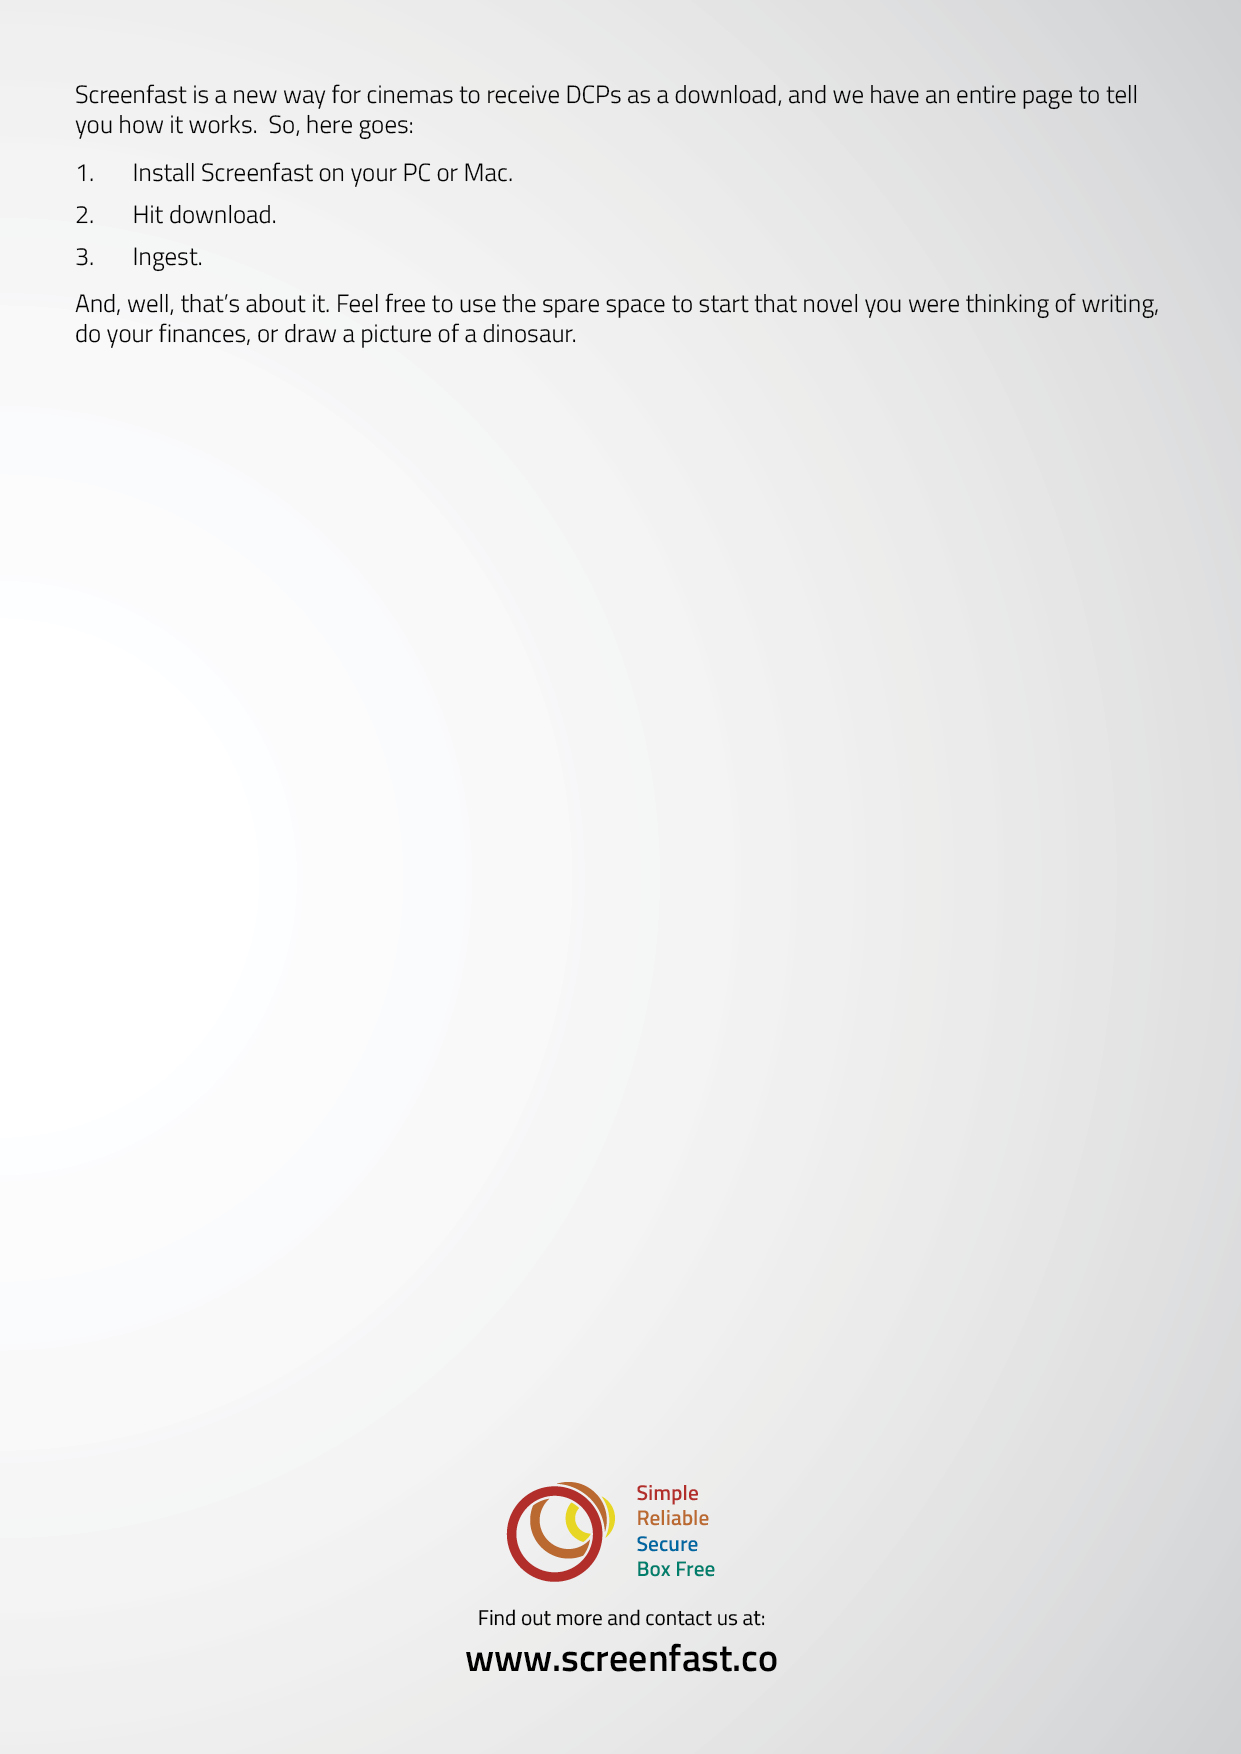 Screenfast is a new way for cinemas to receive DCPs as a download, and we have an entire page to tell
you how it works.  So, here goes:
1. Install Screenfast on your PC or Mac.
2. Hit download.
3. Ingest.
And, well, that’s about it. Feel free to use the spare space to start that novel you were thinking of writing,
do your finances, or draw a picture of a dinosaur.
Simple
Reliable
Secure
Box Free
Find out more and contact us at:
www.screenfast.co